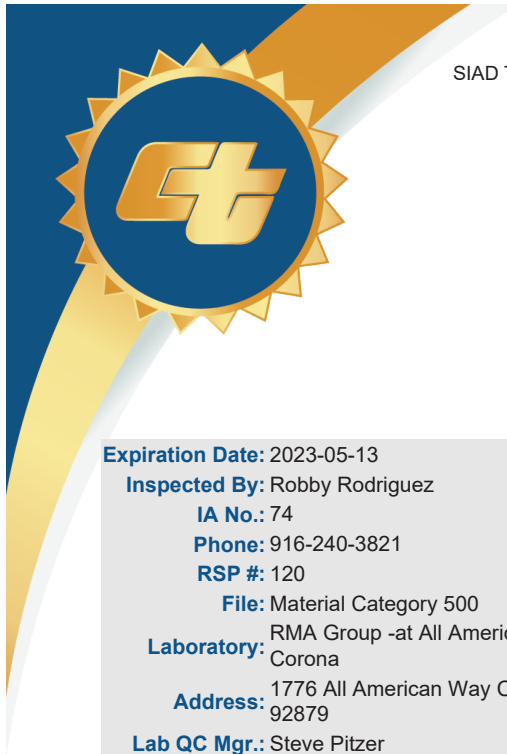 SIAD
Ct
Expiration Date: 2023-05-13
Inspected By: Robby Rodriguez
IA No.: 74
Phone: 916-240-3821
RSP #: 120
File: Material Category 500
Laboratory: RMA Group -at All
Corona
Address: 1776 All American Way
92879
Lab QC Mgr.: Steve Pitzer